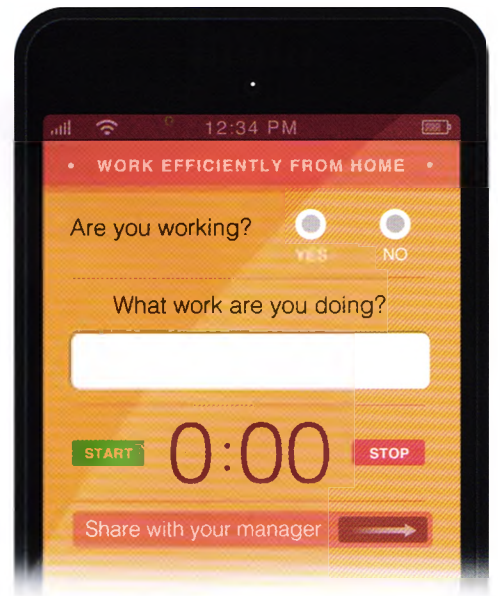 12:34 PM
• WORK EFFICIENTLY FROM HOME •
Are you working?
YES NO
What work are you doing?
START 0:00 STOP
Share with your manager